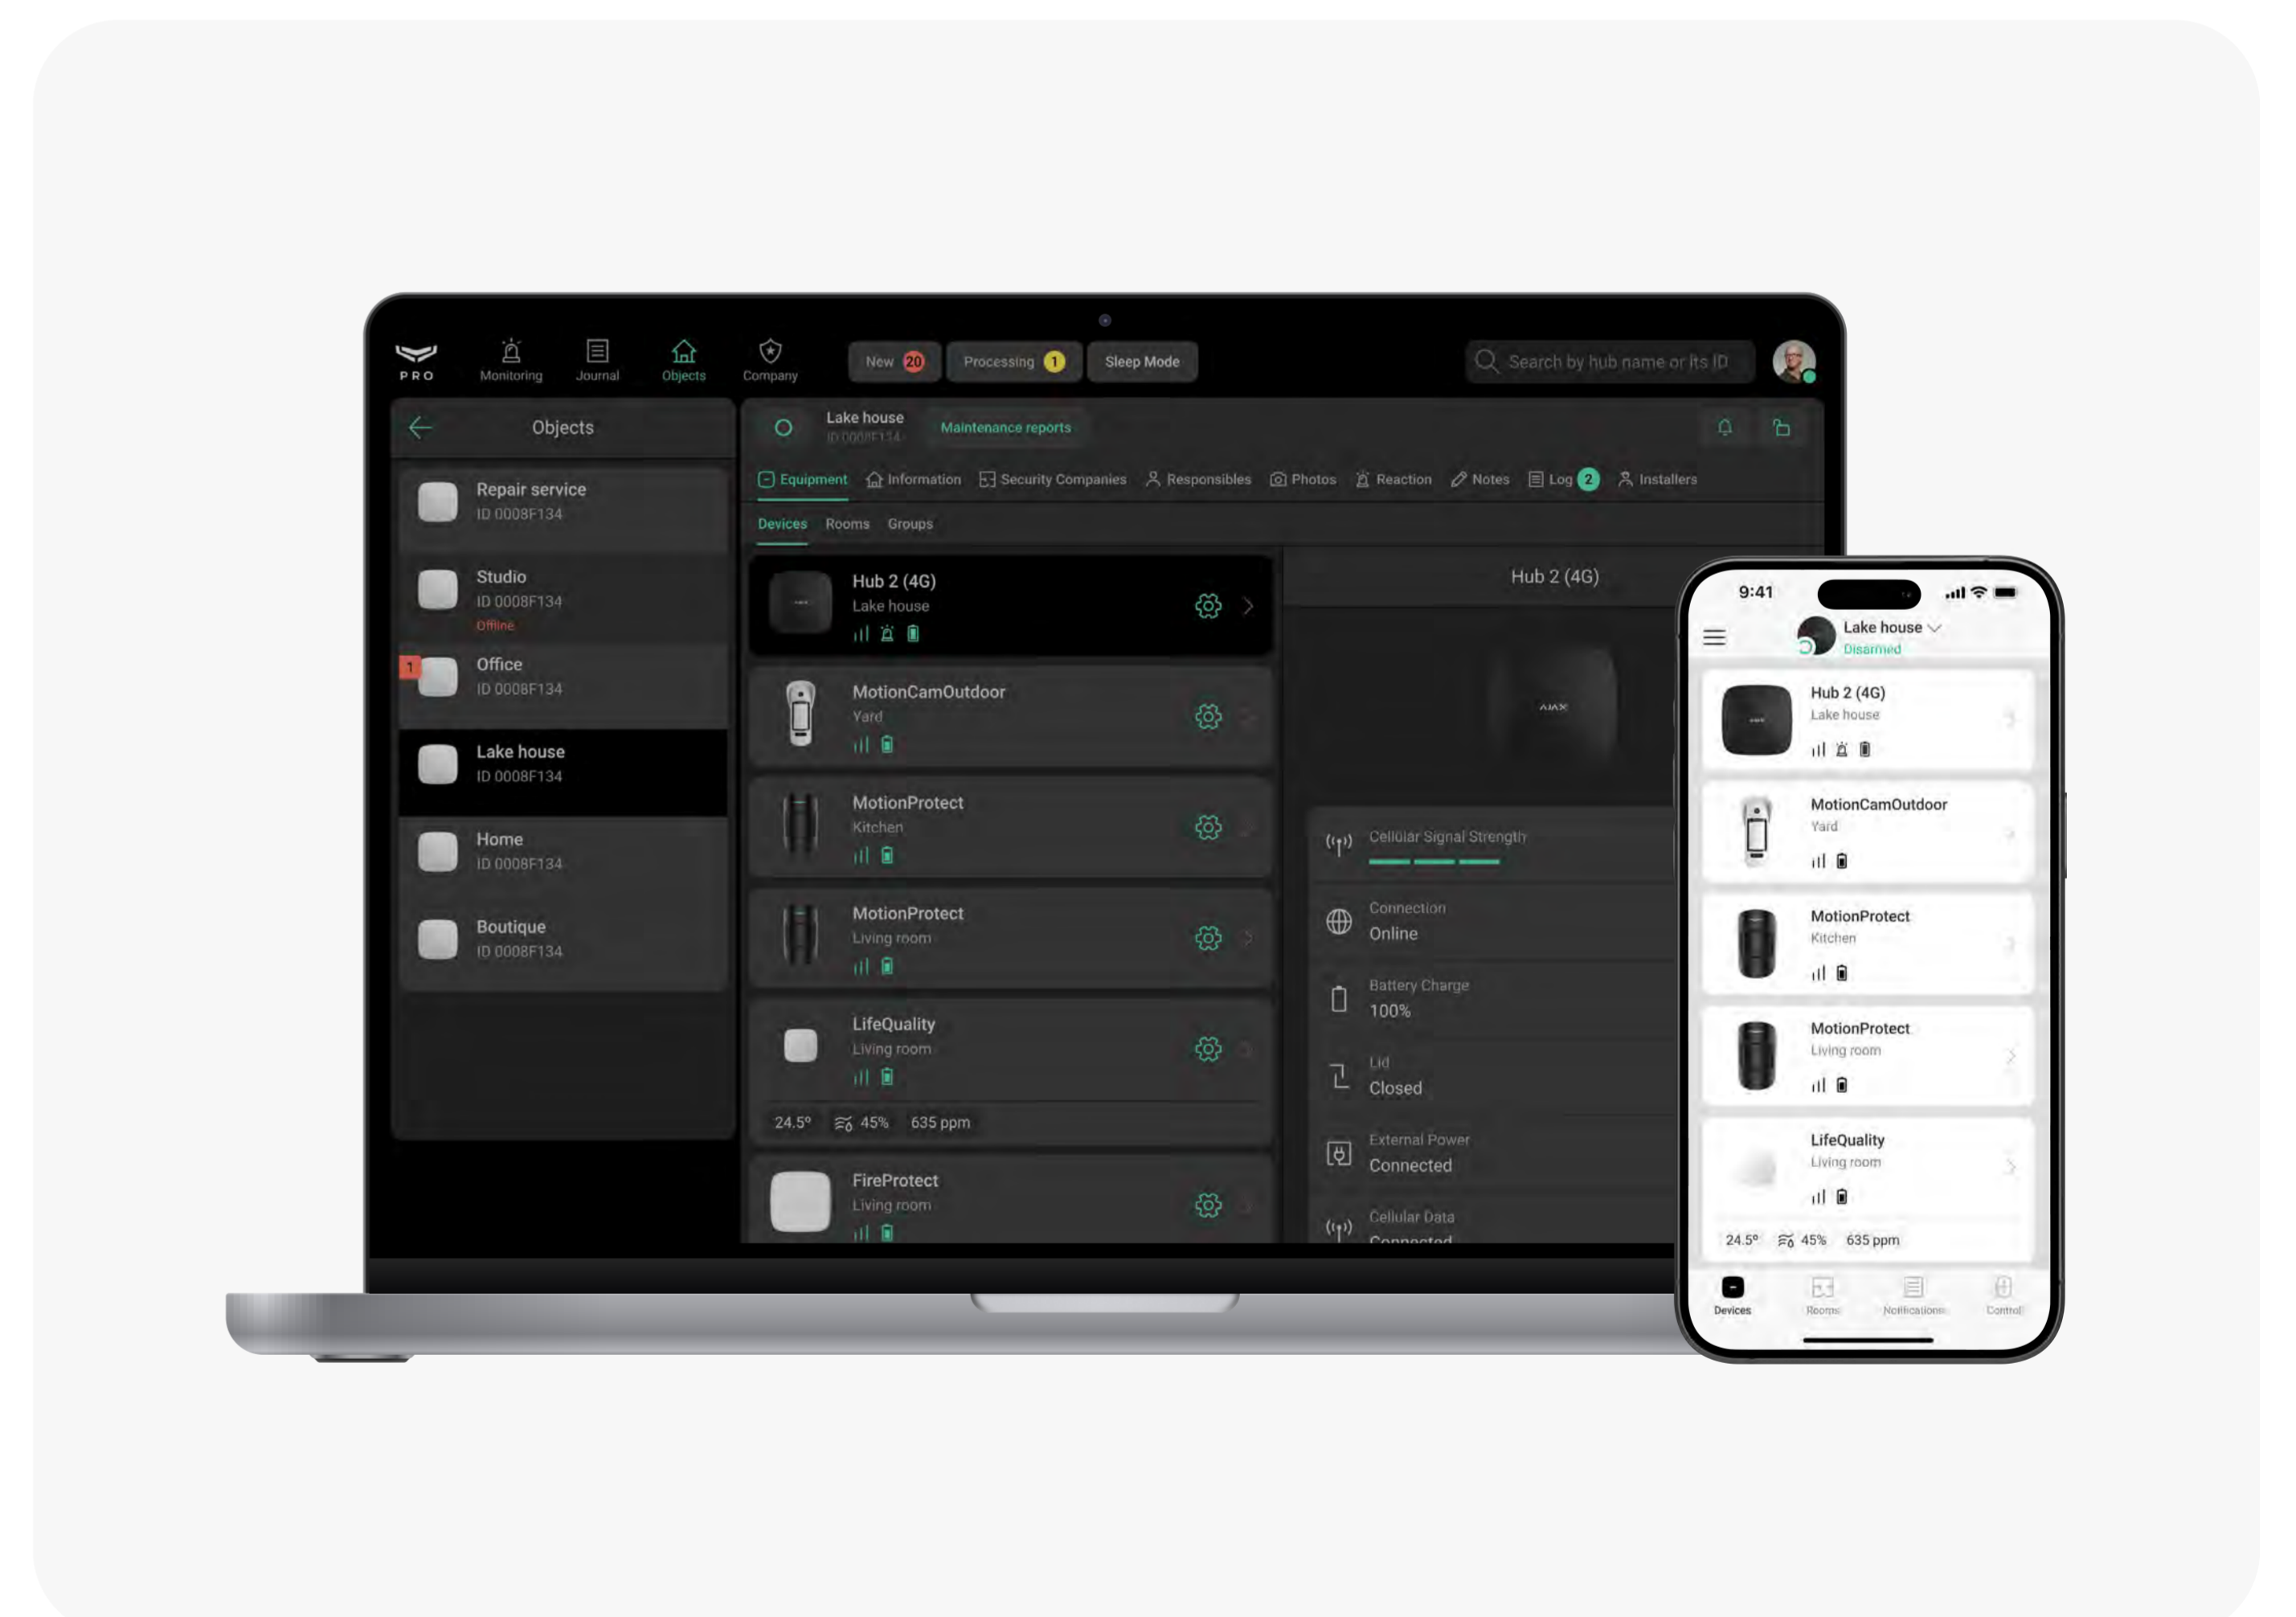 PRO
Monitoring
Journal
Objects
Company
New 20
Processing 1
Sleep Mode
Search by hub name or its ID
Objects
Repair service
ID 0008F134
Studio
ID 0008F134
Offline
1
Office
ID 0008F134
Lake house
ID 0008F134
Home
ID 0008F134
Boutique
ID 0008F134
Lake house
ID 0008F134
Maintenance reports
Equipment Information Security Companies Responsibles Photos Reaction Notes Log 2 Installers
Devices Rooms Groups
Hub 2 (4G)
Lake house
MotionCamOutdoor
Yard
MotionProtect
Kitchen
MotionProtect
Living room
LifeQuality
Living room
24.5° 45% 635 ppm
FireProtect
Living room
Hub 2 (4G)
AJAX
Cellular Signal Strength
Connection
Online
Battery Charge
100%
Lid
Closed
External Power
Connected
Cellular Data
Connected
9:41
Lake house
Disarmed
Hub 2 (4G)
Lake house
MotionCamOutdoor
Yard
MotionProtect
Kitchen
MotionProtect
Living room
LifeQuality
Living room
24.5° 45% 635 ppm
Devices
Rooms
Notifications
Control